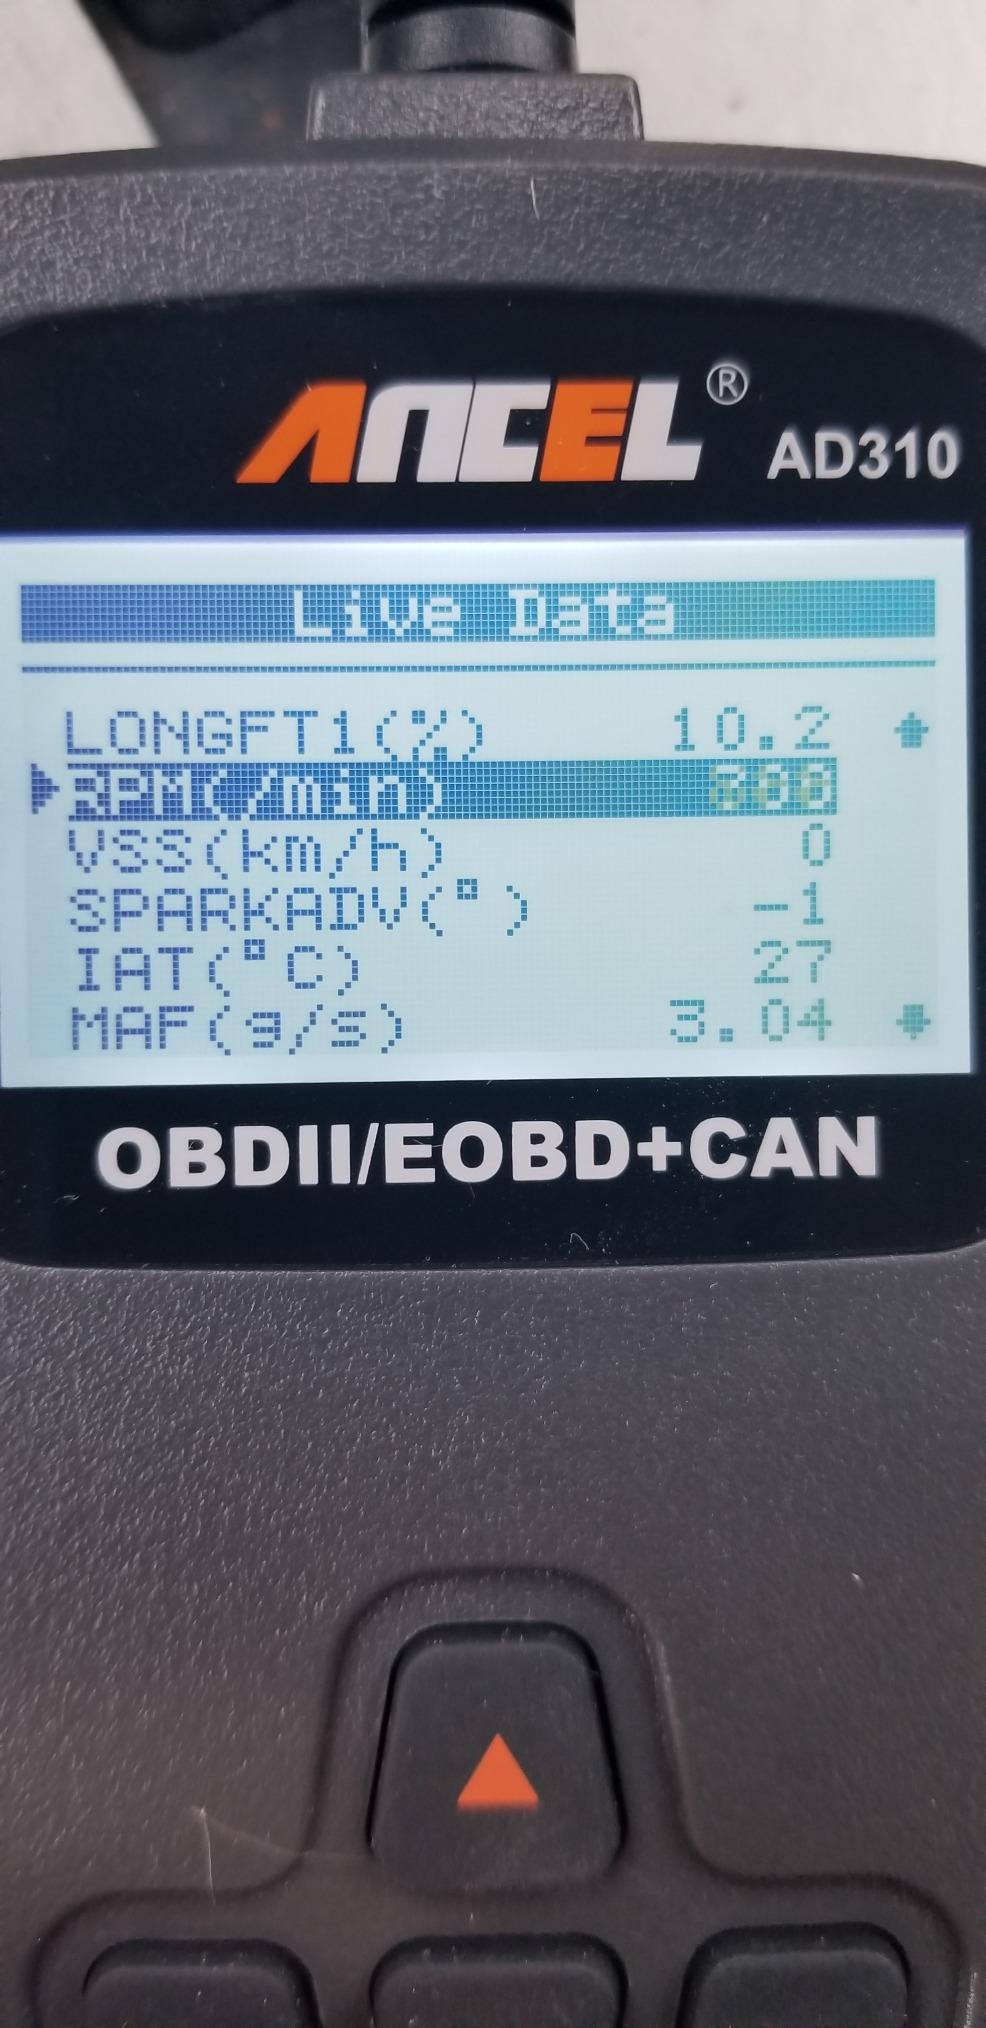 ANCEL®
AD310
Live Data
LONGFT1(%) 10.2
RPM(/min)
VSS(km/h) 0
SPARKADV(°) -1
IAT(°C) 27
MAF(g/s) 3.04
OBDII/EOBD+CAN